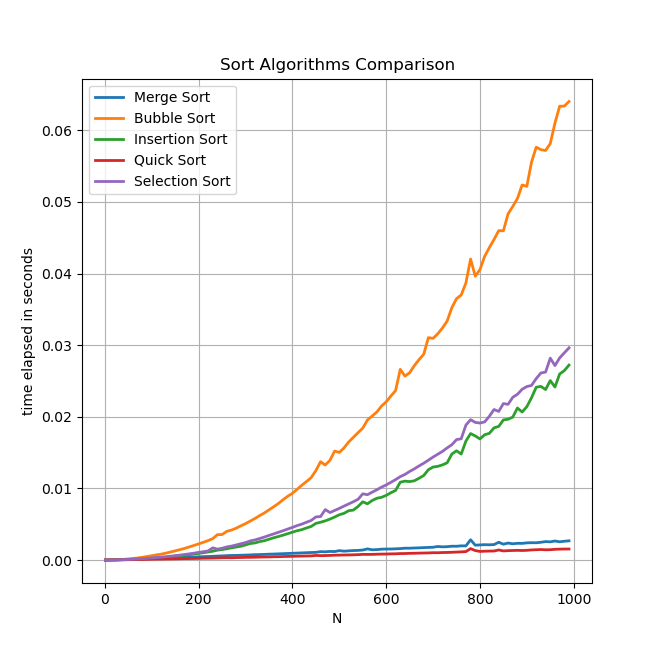 Sort Algorithms Comparison
Merge Sort
Bubble Sort
Insertion Sort
Quick Sort
Selection Sort
time elapsed in seconds
0.06
0.05
0.04
0.03
0.02
0.01
0.00
0 200 400 600 800 1000
N